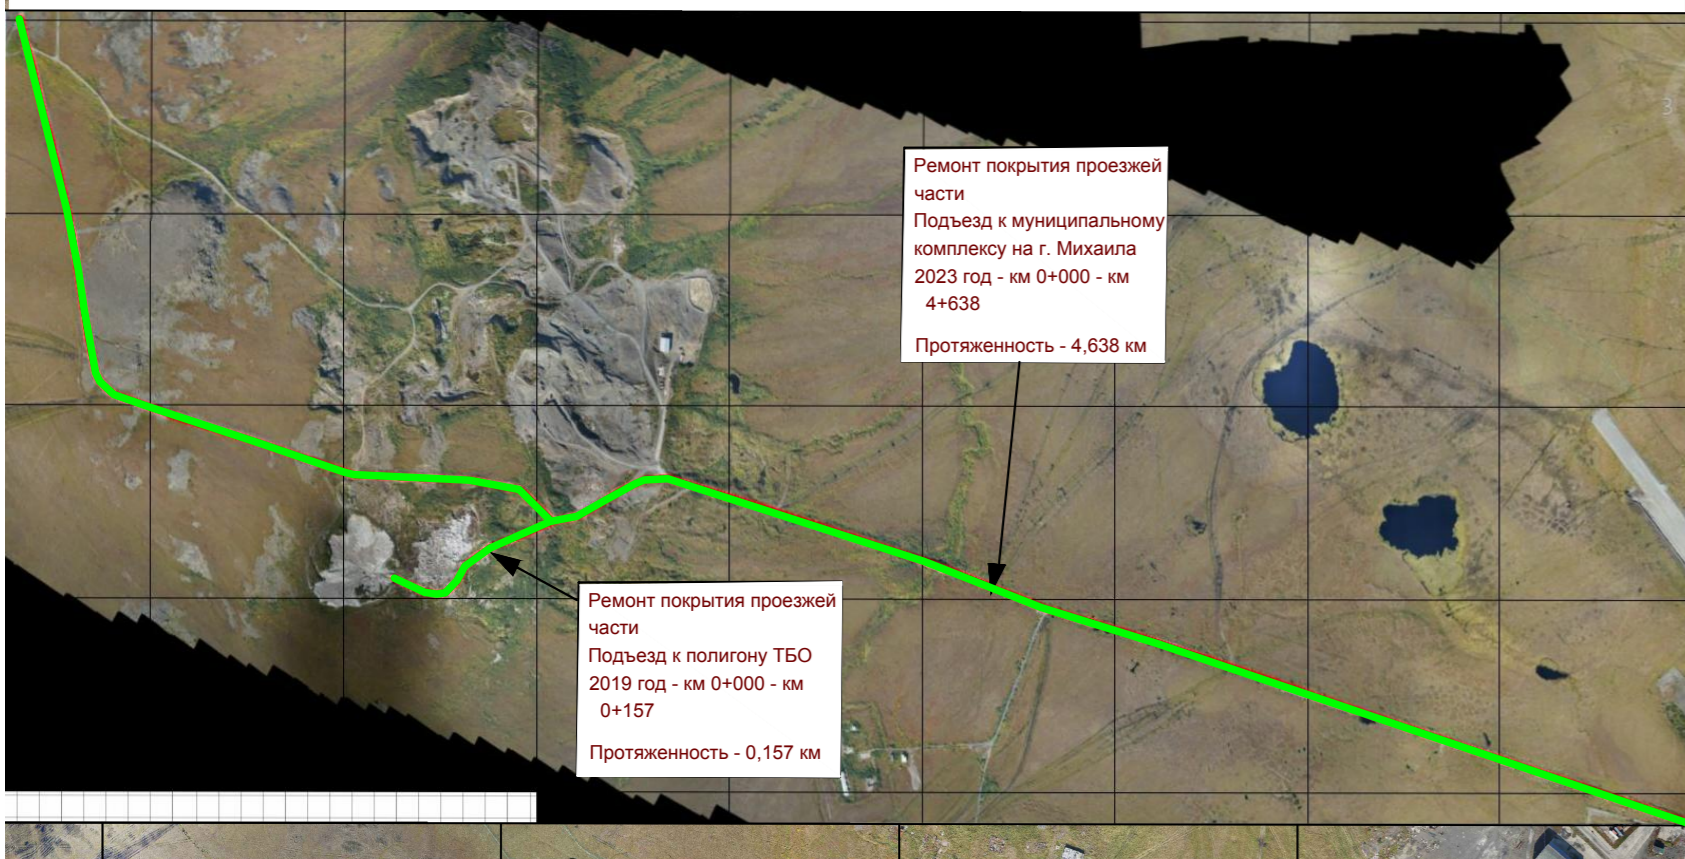 Ремонт покрытия проезжей
части
Подъезд к муниципальному
комплексу на г. Михаила
2023 год - км 0+000 - км
4+638
Протяженность - 4,638 км
Ремонт покрытия проезжей
части
Подъезд к полигону ТБО
2019 год - км 0+000 - км
0+157
Протяженность - 0,157 км
3